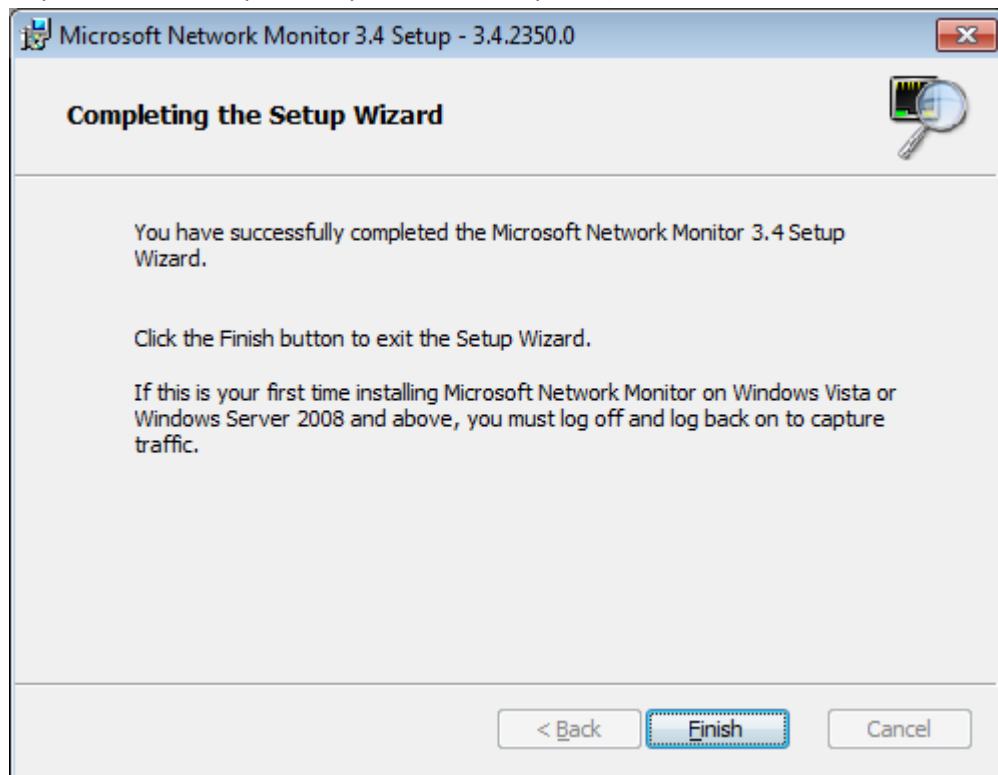 Microsoft Network Monitor 3.4 Setup - 3.4.2350.0
Completing the Setup Wizard
You have successfully completed the Microsoft Network Monitor 3.4 Setup
Wizard.
Click the Finish button to exit the Setup Wizard.
If this is your first time installing Microsoft Network Monitor on Windows Vista or
Windows Server 2008 and above, you must log off and log back on to capture
traffic.
< Back Finish Cancel